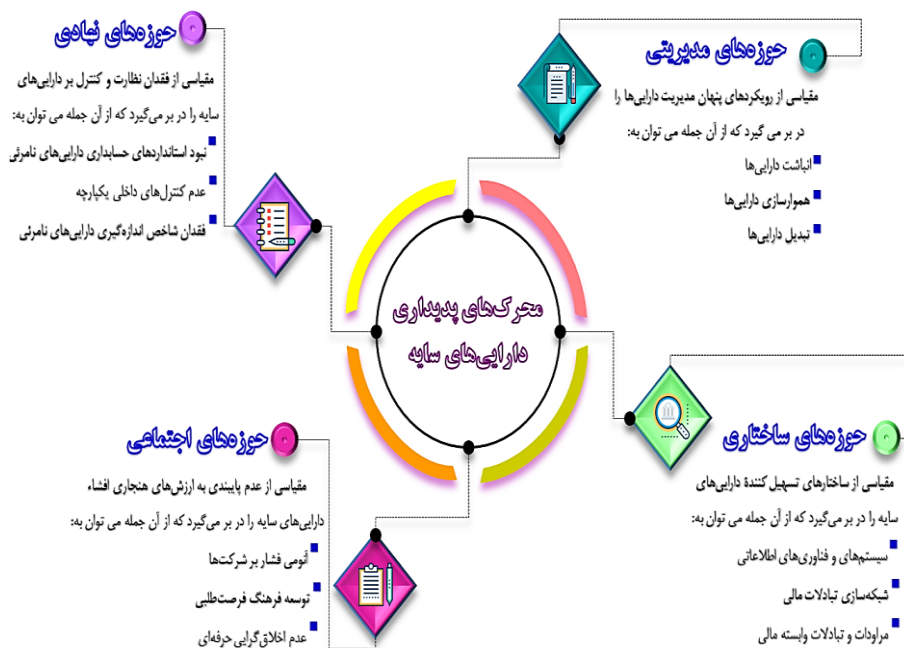 حوزه‌های مدیریتی
مقیاسی از رویکردهای پنهان مدیریت دارایی‌ها را
در بر می گیرد که از آن جمله می توان به:
انباشت دارایی‌ها
هموارسازی دارایی‌ها
تبدیل دارایی‌ها
حوزه‌های نهادی
مقیاسی از فقدان نظارت و کنترل بر دارایی‌های
سایه را در بر می‌گیرد که از آن جمله می توان به:
نبود استانداردهای حسابداری دارایی‌های نامرئی
عدم کنترل‌های داخلی یکپارچه
فقدان شاخص اندازه‌گیری دارایی‌های نامرئی
محرک‌های پدیداری
دارایی‌های سایه
حوزه‌های ساختاری
مقیاسی از ساختارهای تسهیل کنندۀ دارایی‌های
سایه را در بر می‌گیرد که از آن جمله می توان به:
سیستم‌های و فناوری‌های اطلاعاتی
شبکه‌سازی تبادلات مالی
مراودات و تبادلات وابسته مالی
حوزه‌های اجتماعی
مقیاسی از عدم پایبندی به ارزش‌های هنجاری افشاء
دارایی‌های سایه را در بر می‌گیرد که از آن جمله می توان به:
آنومی فشار بر شرکت‌ها
توسعه فرهنگ فرصت‌طلبی
عدم اخلاق‌گرایی حرفه‌ای